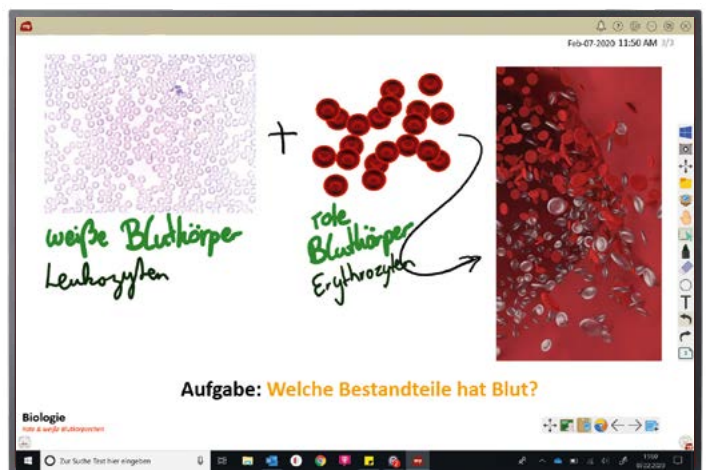 Feb-07-2020 11:50 AM 3/3
weiße Blutkörper
Leukozyten
+
rote
Blutkörper
Erythrozyten
T
Aufgabe: Welche Bestandteile hat Blut?
Biologie
rote & weiße Blutkörperchen
Zur Suche Text hier eingeben